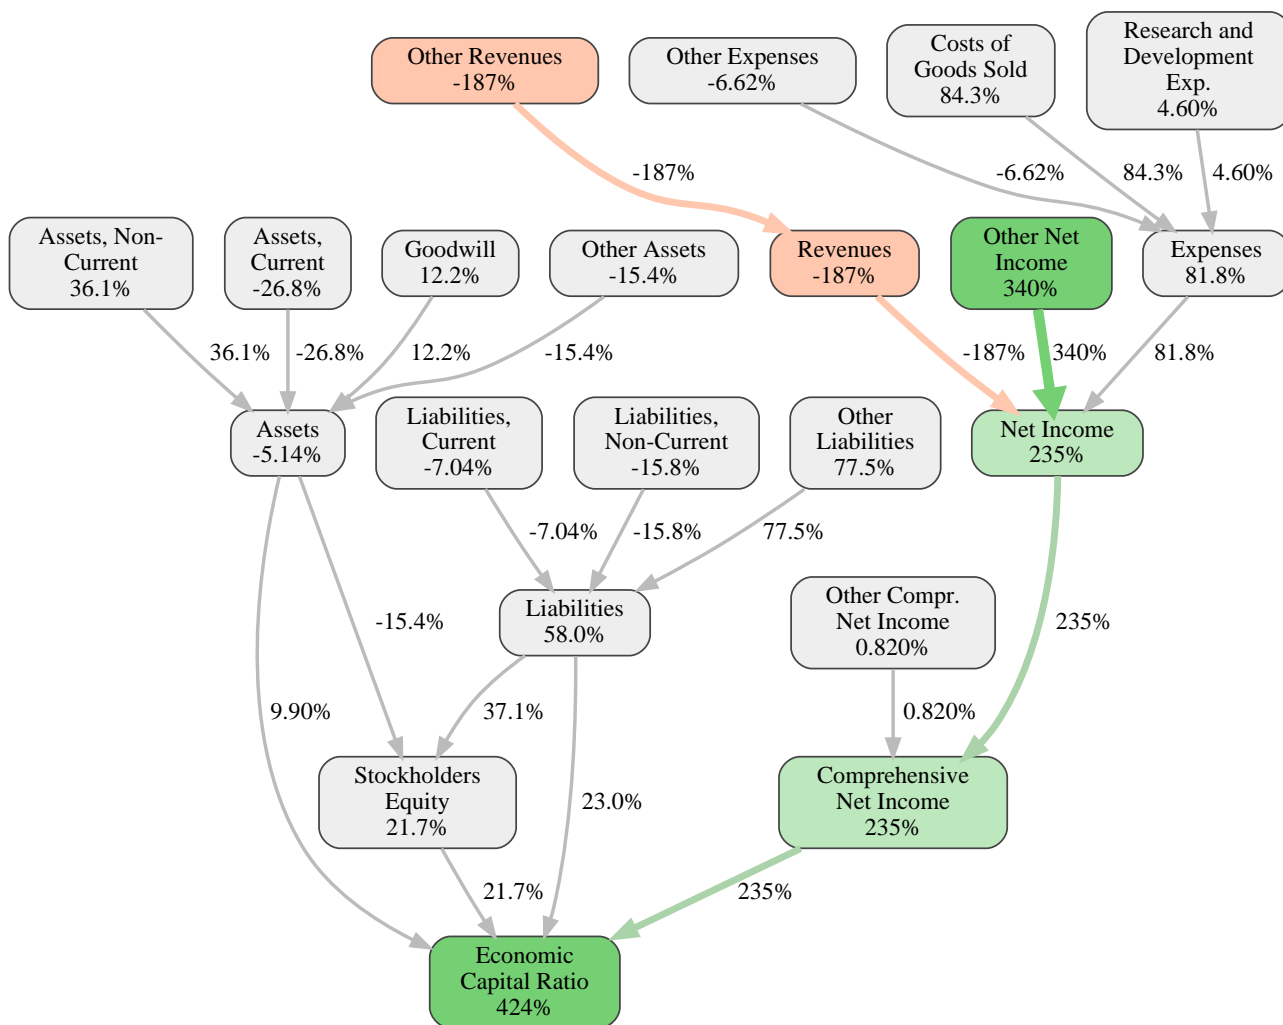 Other Revenues
-187%
Other Expenses
-6.62%
Costs of
Goods Sold
84.3%
Research and
Development
Exp.
4.60%
-187%
-6.62%
84.3%
4.60%
Assets, Non-
Current
36.1%
Assets,
Current
-26.8%
Goodwill
12.2%
Other Assets
-15.4%
Revenues
-187%
Other Net
Income
340%
Expenses
81.8%
36.1%
-26.8%
12.2%
-15.4%
-187%
340%
81.8%
Assets
-5.14%
Liabilities,
Current
-7.04%
Liabilities,
Non-Current
-15.8%
Other
Liabilities
77.5%
Net Income
235%
-7.04%
-15.8%
77.5%
Liabilities
58.0%
Other Compr.
Net Income
0.820%
-15.4%
235%
9.90%
37.1%
0.820%
Stockholders
Equity
21.7%
23.0%
Comprehensive
Net Income
235%
21.7%
235%
Economic
Capital Ratio
424%